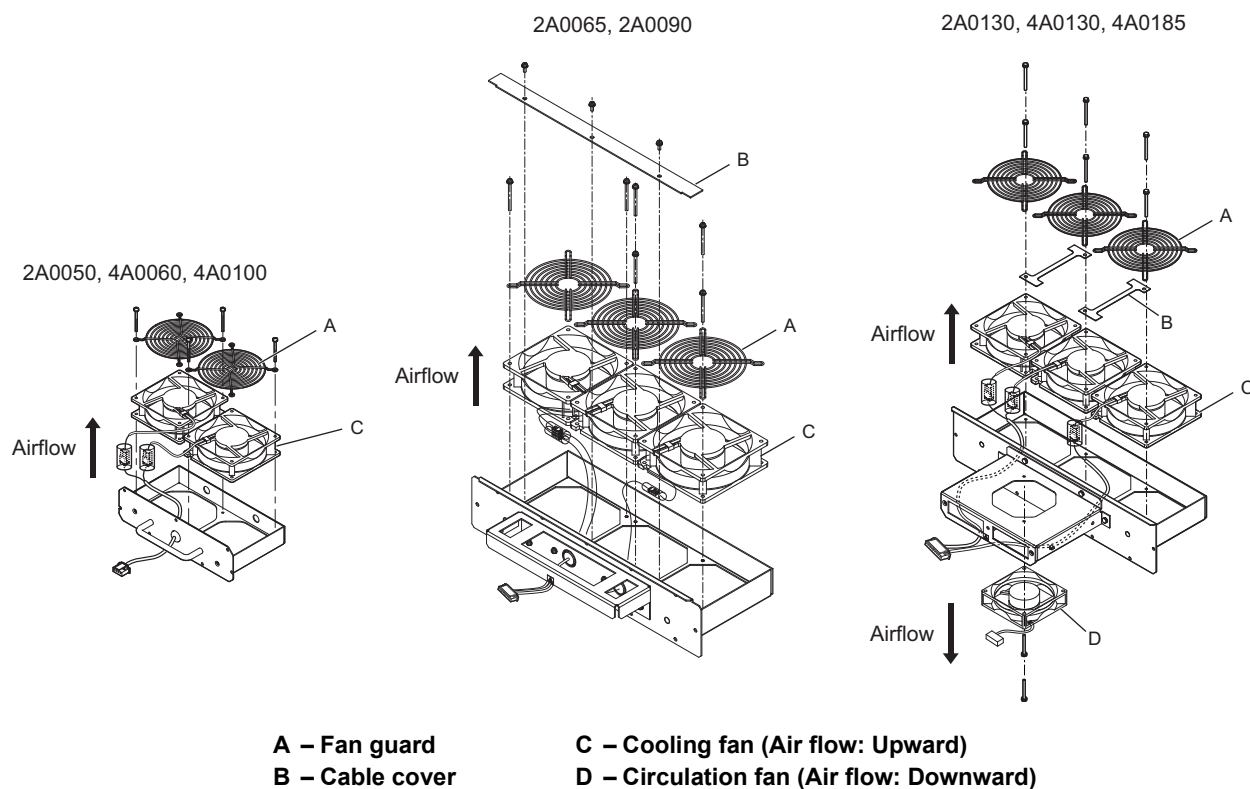 2A0065, 2A0090
2A0130, 4A0130, 4A0185
B
A
2A0050, 4A0060, 4A0100
A
A
B
Airflow
Airflow
C
C
Airflow
C
Airflow
D
A – Fan guard
C – Cooling fan (Air flow: Upward)
B – Cable cover
D – Circulation fan (Air flow: Downward)